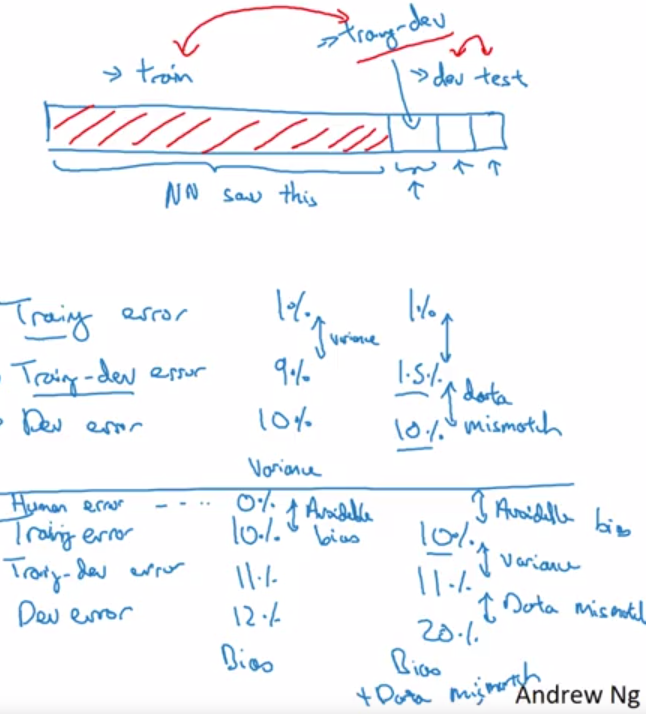 → train
⇒ traing-dev
⇒ dev test
NN saw this
Traing error 1% 1%
variance
Traing-dev error 9% 1.5%
data
Dev error 10% 10% mismatch
Variance
Human error ---.. 0% Avoidable Avoidable bias
Traing error 10% bias 10%
Variance
Traing-dev error 11% 11%
Data mismatch
Dev error 12% 20%
Bias Bias
+ Data mismatch
Andrew Ng